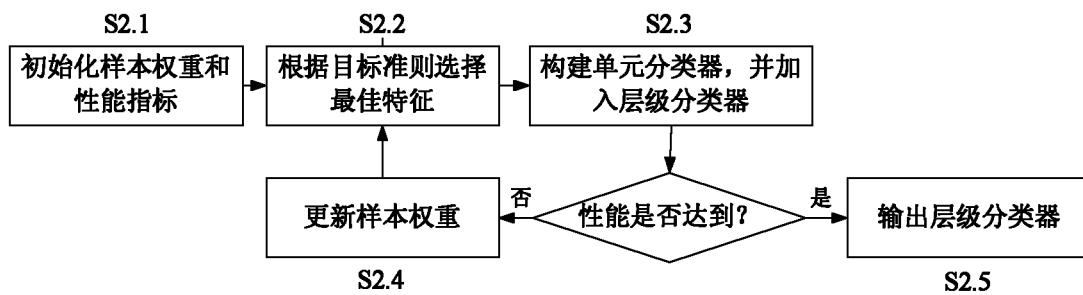 S2.1
S2.2
S2.3
初始化样本权重和
性能指标
根据目标准则选择
最佳特征
构建单元分类器，并加
入层级分类器
更新样本权重
否
性能是否达到？
是
输出层级分类器
S2.4
S2.5